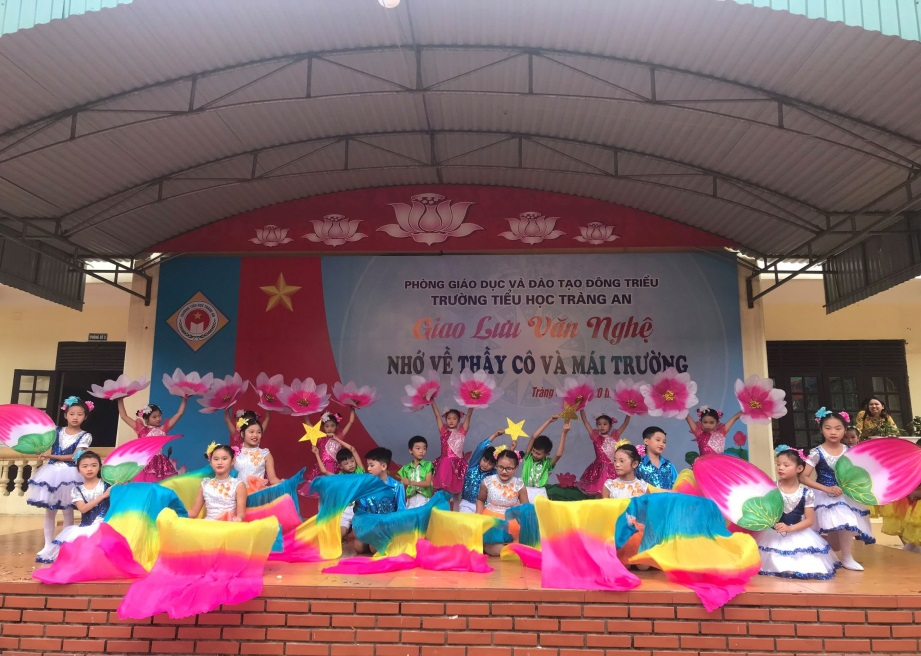 PHÒNG GIÁO DỤC VÀ ĐÀO TẠO ĐÔNG TRIỀU
TRƯỜNG TIỂU HỌC TRÀNG AN
Giao Lưu Văn Nghệ
NHỚ VỀ THẦY CÔ VÀ MÁI TRƯỜNG
Tràng